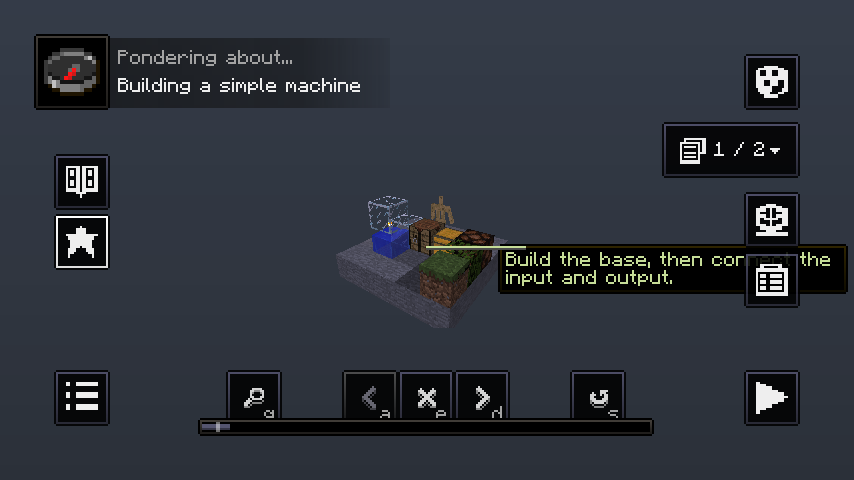 Pondering about...
Building a simple machine
1 / 2
Build the base, then connect the
input and output.
q
a
e
d
s